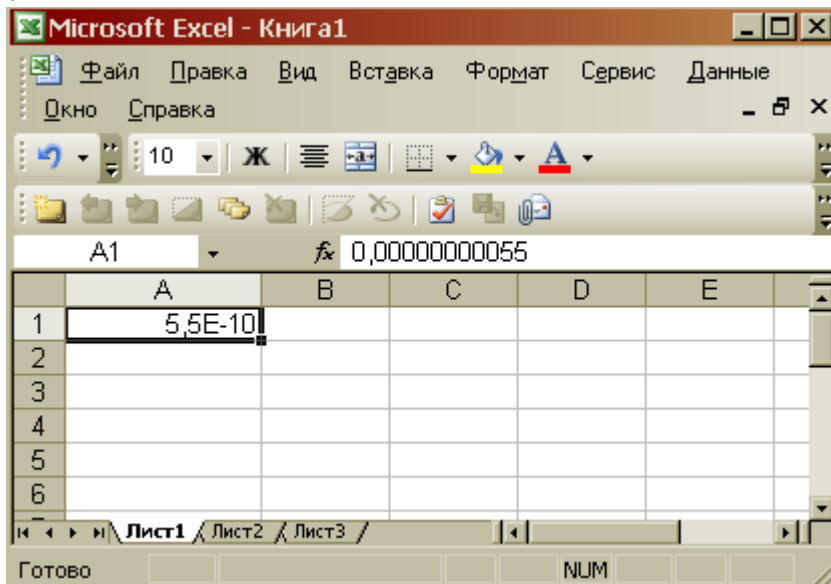 Microsoft Excel - Книга1
Файл Правка Вид Вставка Формат Сервис Данные
Окно Справка
10 Ж a A
A1 fx 0,00000000055
A B C D E
1 5,5E-10
2
3
4
5
6
Лист1 Лист2 Лист3
Готово NUM